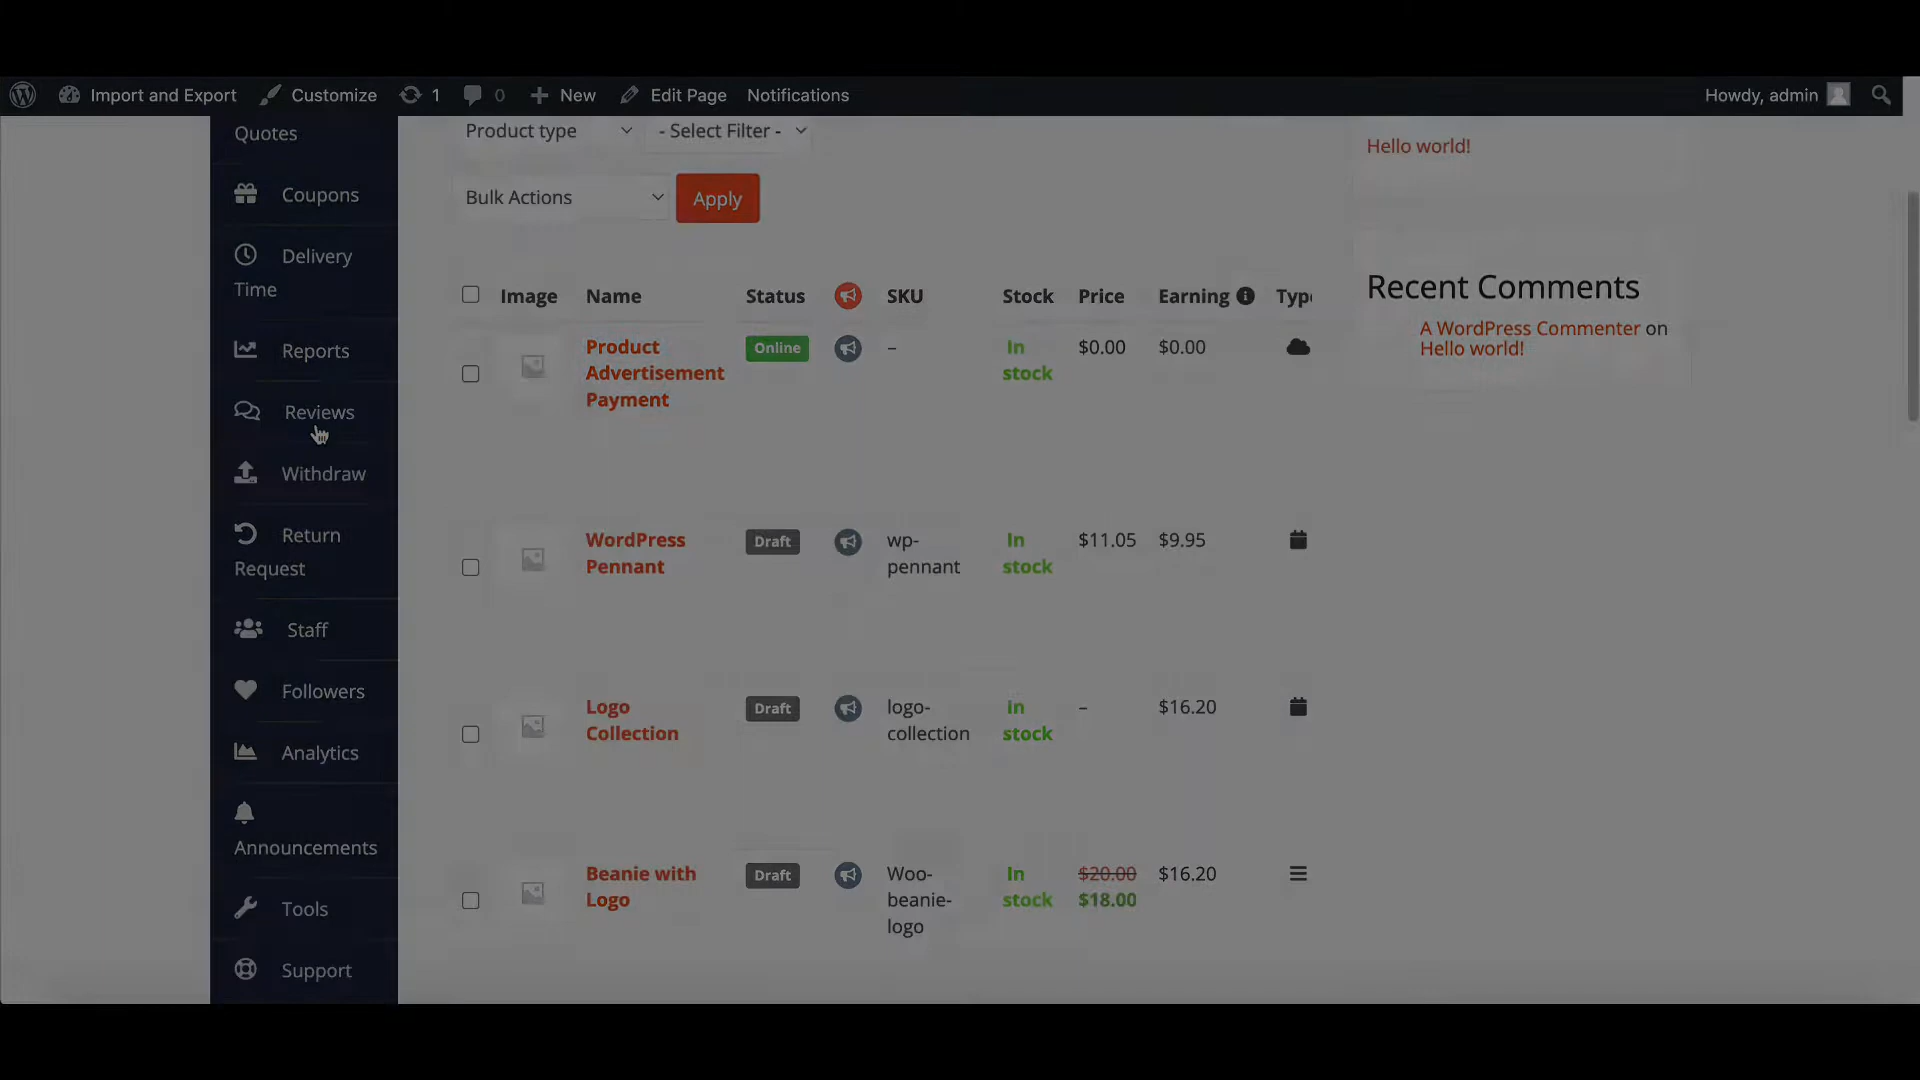 Import and Export Customize 1 0 New Edit Page Notifications Howdy, admin
Quotes
Coupons
Delivery
Time
Reports
Reviews
Withdraw
Return
Request
Staff
Followers
Analytics
Announcements
Tools
Support
Product type - Select Filter -
Bulk Actions Apply
Image Name Status SKU Stock Price Earning Type
Product Online – In $0.00 $0.00
Advertisement stock
Payment
WordPress Draft wp- In $11.05 $9.95
Pennant pennant stock
Logo Draft logo- In – $16.20
Collection collection stock
Beanie with Draft Woo- In $20.00 $16.20
Logo beanie- stock $18.00
logo
Hello world!
Recent Comments
A WordPress Commenter on
Hello world!